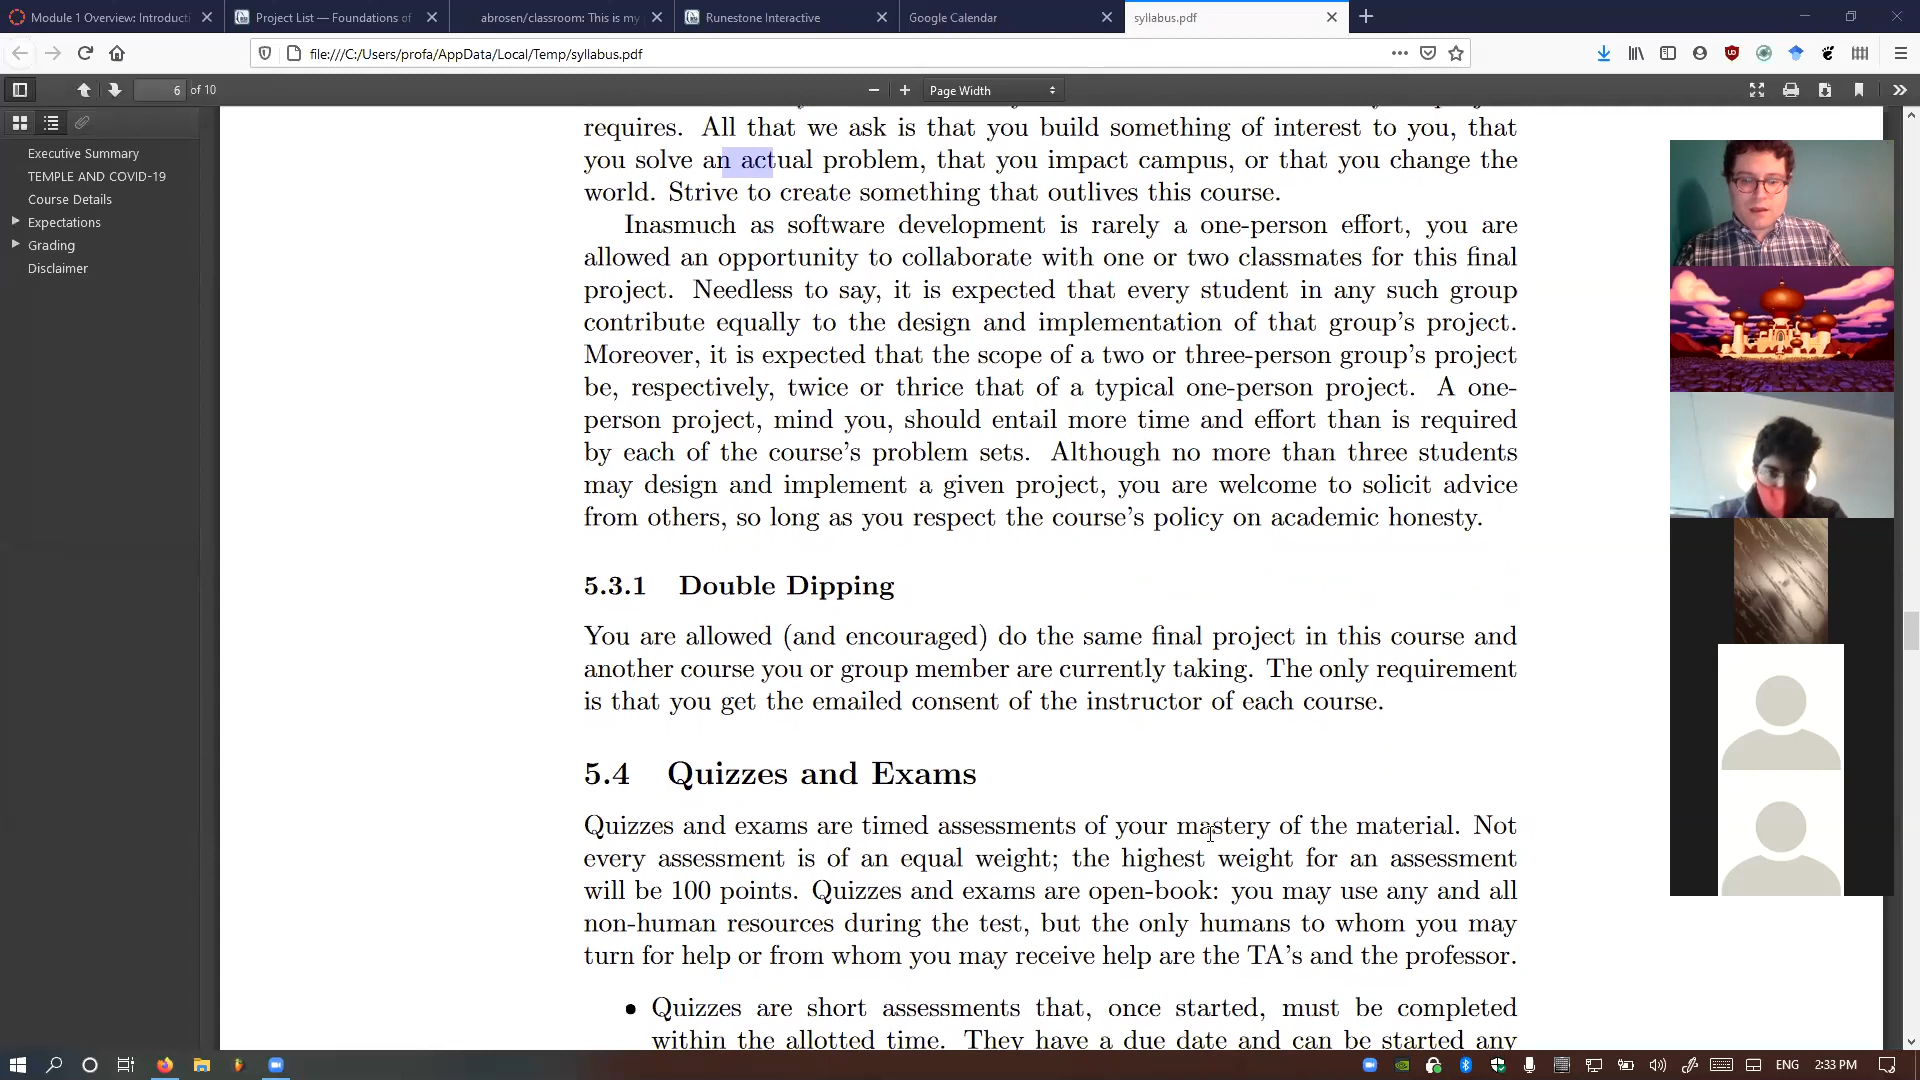 Module 1 Overview: Introducti
Project List — Foundations of
abrosen/classroom: This is my
Runestone Interactive
Google Calendar
syllabus.pdf
file:///C:/Users/profa/AppData/Local/Temp/syllabus.pdf
6 of 10
Page Width
Executive Summary
TEMPLE AND COVID-19
Course Details
Expectations
Grading
Disclaimer
requires. All that we ask is that you build something of interest to you, that
you solve an actual problem, that you impact campus, or that you change the
world. Strive to create something that outlives this course.
Inasmuch as software development is rarely a one-person effort, you are
allowed an opportunity to collaborate with one or two classmates for this final
project. Needless to say, it is expected that every student in any such group
contribute equally to the design and implementation of that group's project.
Moreover, it is expected that the scope of a two or three-person group's project
be, respectively, twice or thrice that of a typical one-person project. A one-
person project, mind you, should entail more time and effort than is required
by each of the course's problem sets. Although no more than three students
may design and implement a given project, you are welcome to solicit advice
from others, so long as you respect the course's policy on academic honesty.
5.3.1 Double Dipping
You are allowed (and encouraged) do the same final project in this course and
another course you or group member are currently taking. The only requirement
is that you get the emailed consent of the instructor of each course.
5.4 Quizzes and Exams
Quizzes and exams are timed assessments of your mastery of the material. Not
every assessment is of an equal weight; the highest weight for an assessment
will be 100 points. Quizzes and exams are open-book: you may use any and all
non-human resources during the test, but the only humans to whom you may
turn for help or from whom you may receive help are the TA's and the professor.
• Quizzes are short assessments that, once started, must be completed
within the allotted time. They have a due date and can be started any
ENG
2:33 PM